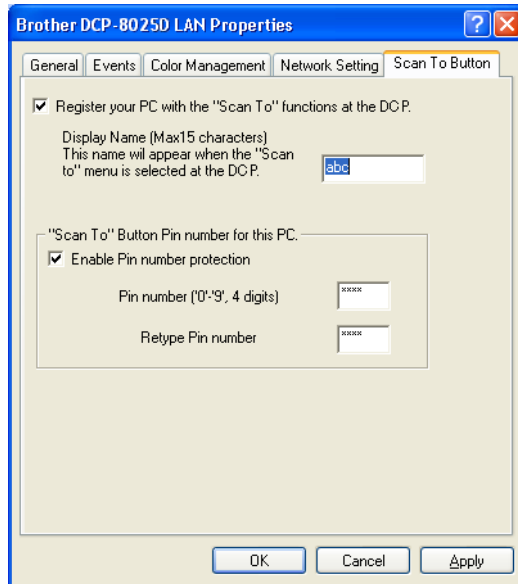 Brother DCP-8025D LAN Properties
General Events Color Management Network Setting Scan To Button
Register your PC with the "Scan To" functions at the DCP.
Display Name (Max15 characters)
This name will appear when the "Scan
to" menu is selected at the DCP.
abc
"Scan To" Button Pin number for this PC.
Enable Pin number protection
Pin number ('0'-'9', 4 digits)
xxxx
Retype Pin number
xxxx
OK Cancel Apply